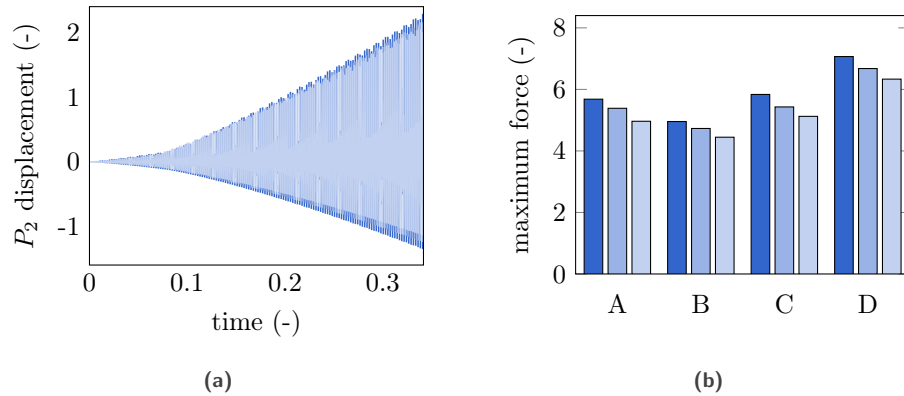 2
1
0
-1
P2 displacement (-)
0
0.1
0.2
0.3
time (-)
(a)
8
6
4
2
0
maximum force (-)
A
B
C
D
(b)